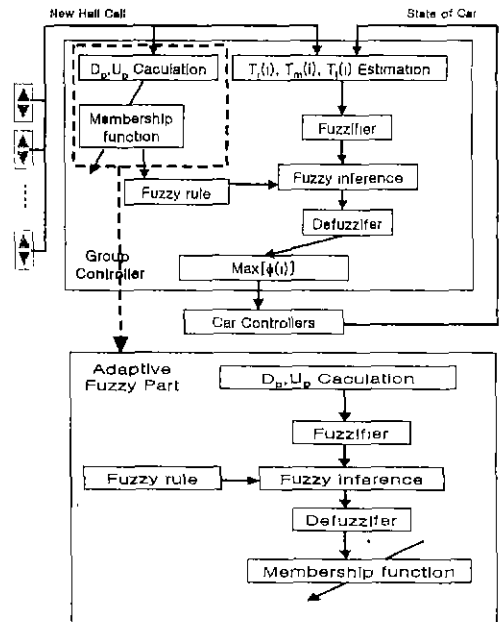 New Hall Call
State of Car
Dp,Up Caculation
Tr(i), Tm(i), Tl(i) Estimation
Membership
function
Fuzzifier
Fuzzy rule
Fuzzy inference
Defuzzifer
Group
Controller
Max[ϕ(i)]
Car Controllers
Adaptive
Fuzzy Part
Dp,Up Caculation
Fuzzifier
Fuzzy rule
Fuzzy inference
Defuzzifer
Membership function